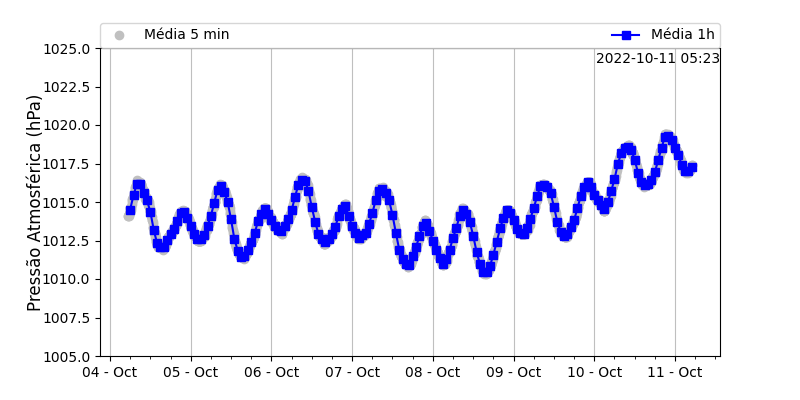 Média 5 min
Média 1h
2022-10-11 05:23
Pressão Atmosférica (hPa)
1025.0
1022.5
1020.0
1017.5
1015.0
1012.5
1010.0
1007.5
1005.0
04 - Oct
05 - Oct
06 - Oct
07 - Oct
08 - Oct
09 - Oct
10 - Oct
11 - Oct